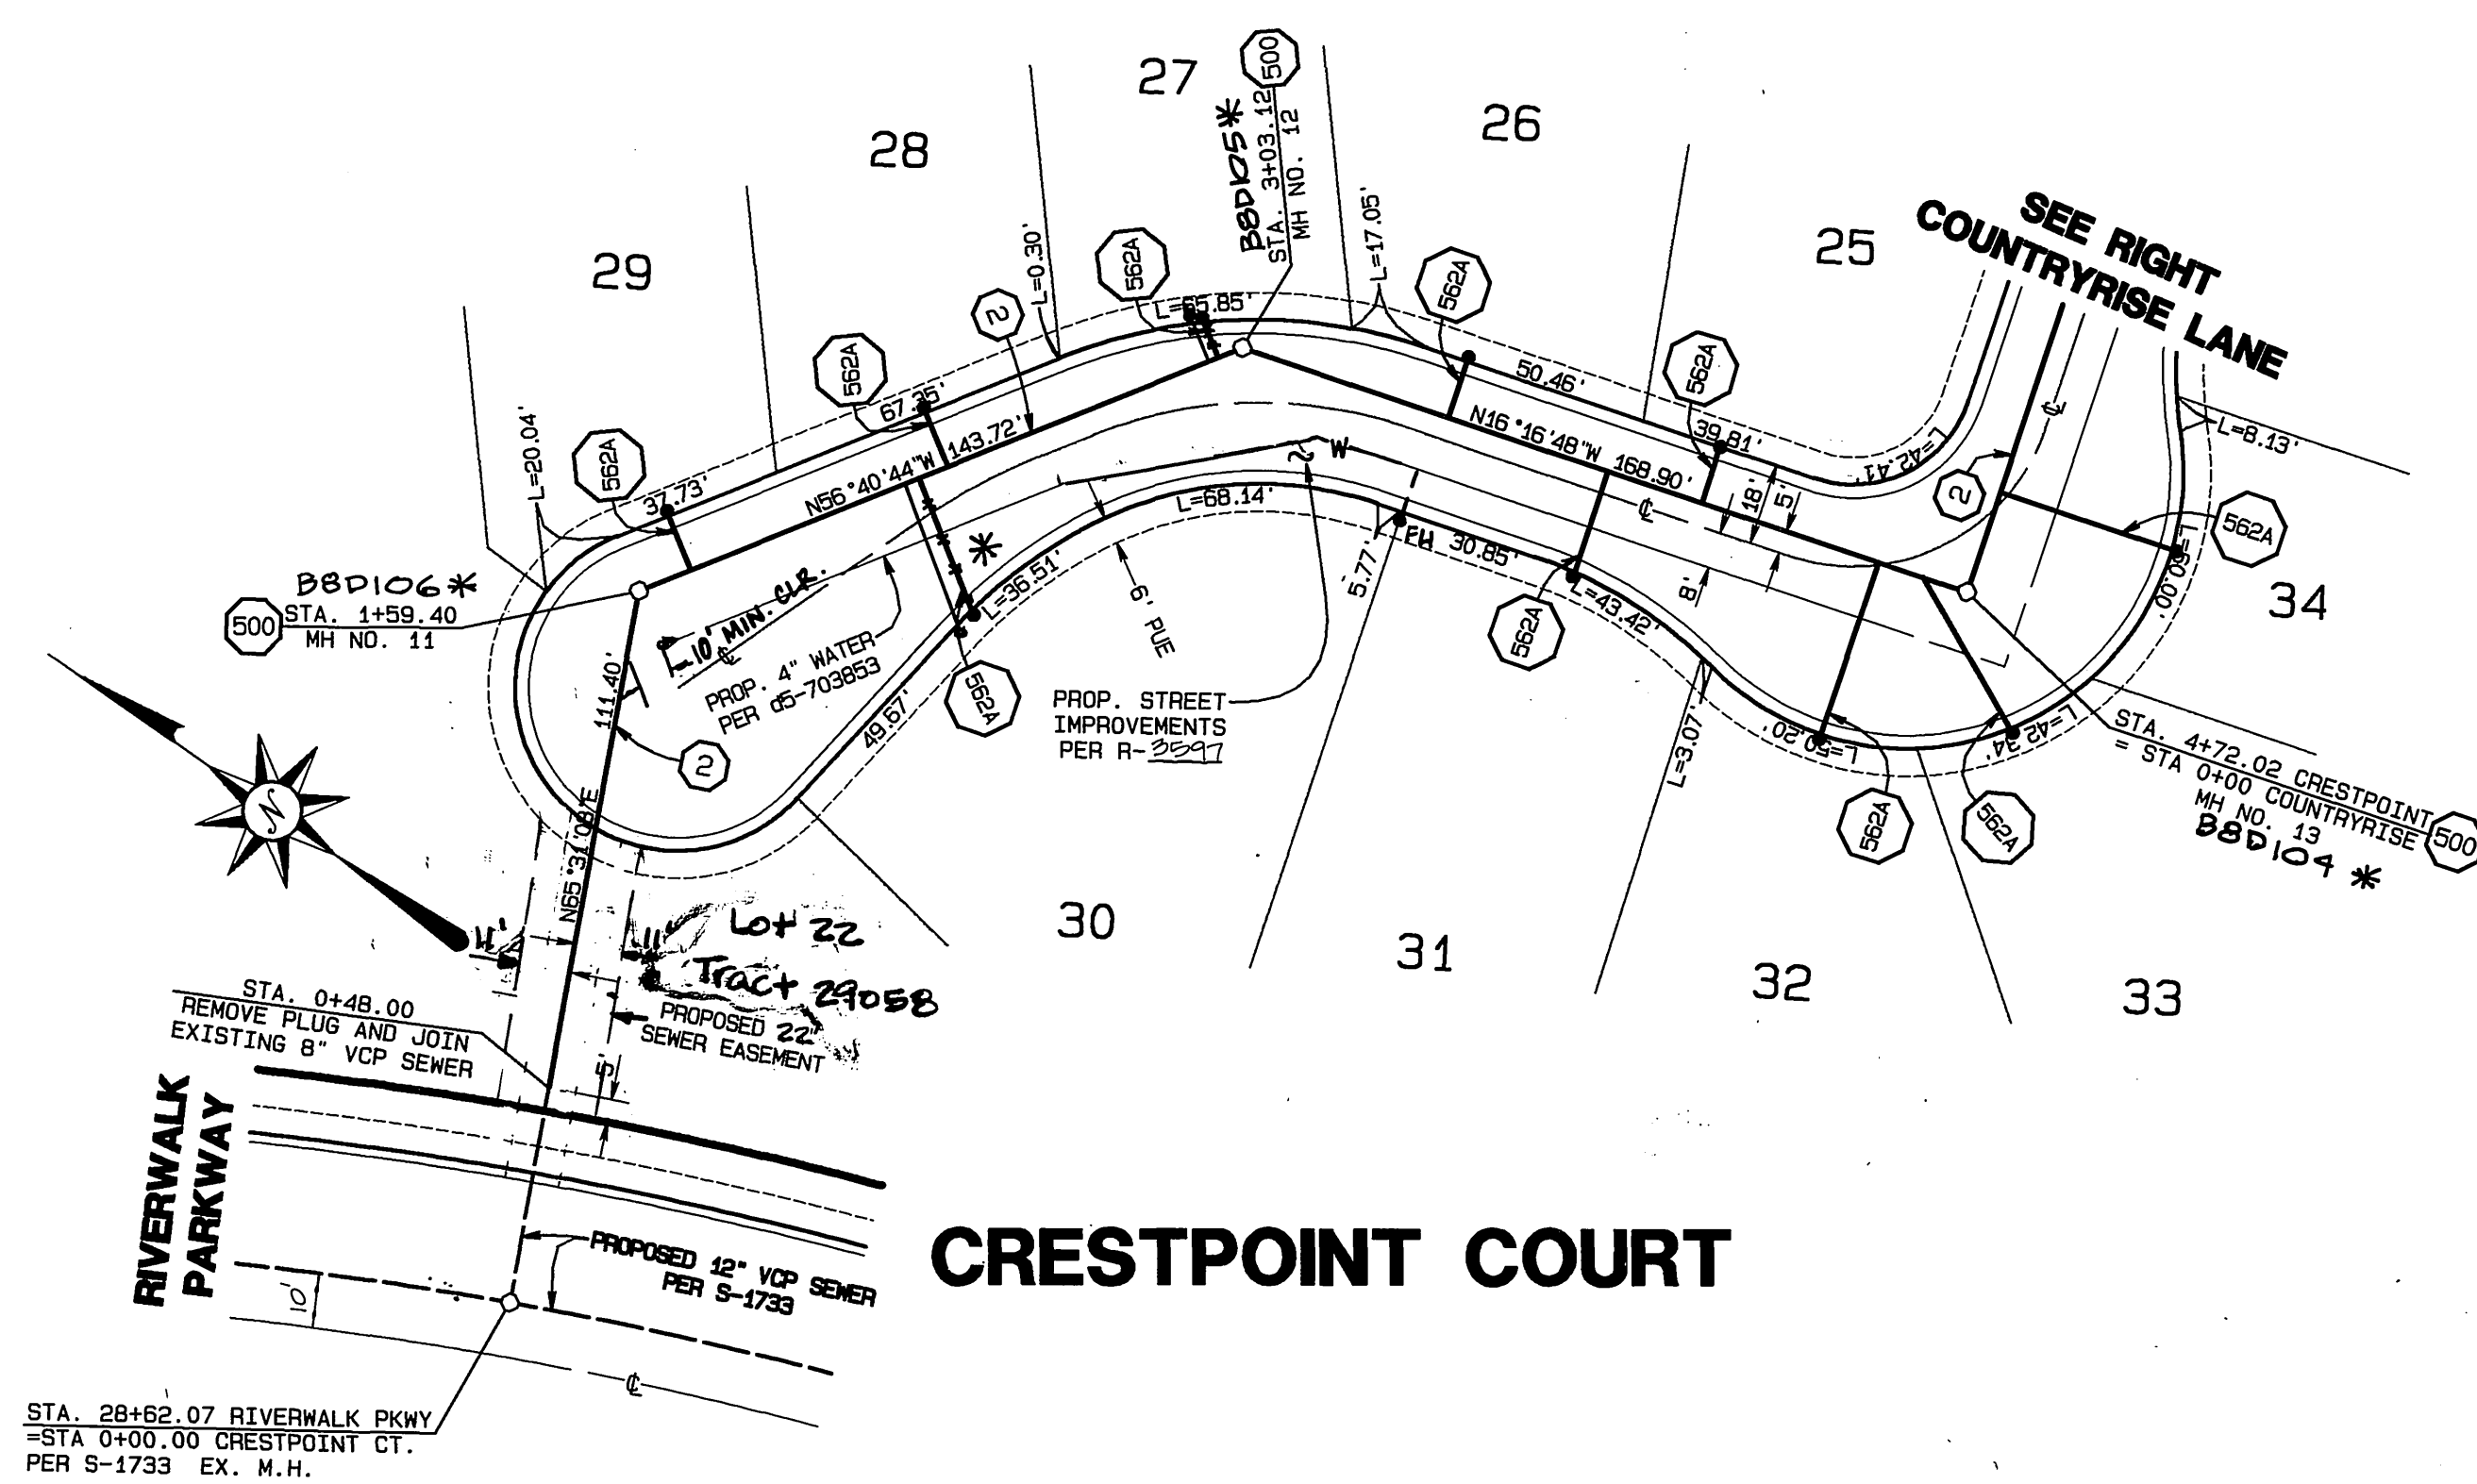 27
500
B8D105*
STA. 3+03.12
MH NO. 12
26
28
25
29
SEE RIGHT
COUNTRYRISE LANE
L=0.30'
562A
L=65.85'
L=17.05'
562A
2
562A
67.35'
143.72'
N56°40'44"W
50.46'
562A
39.81'
N16°16'48"W 168.90'
L=42.41'
℄
L=8.13'
2
562A
L=60.00'
34
L=20.04'
562A
37.73'
W
L=68.14'
18'
5'
℄
B8D106*
500
STA. 1+59.40
MH NO. 11
10' MIN. CLR.
℄
PROP. 4" WATER
PER d5-703853
*
L=36.51'
6' PUE
5.77'
FH
30.85'
8'
562A
L=43.42'
111.40'
2
49.67'
562A
PROP. STREET
IMPROVEMENTS
PER R-3597
L=3.07'
L=50.20'
L=42.34'
562A
562A
STA. 4+72.02 CRESTPOINT
= STA 0+00 COUNTRYRISE
MH NO. 13
500
B8D104 *
N
N65°31'08"E
11'
11'
Lot 22
Tract 29058
30
31
32
33
STA. 0+48.00
REMOVE PLUG AND JOIN
EXISTING 8" VCP SEWER
PROPOSED 22'
SEWER EASEMENT
5'
RIVERWALK
PARKWAY
PROPOSED 12" VCP SEWER
PER S-1733
CRESTPOINT COURT
10'
℄
STA. 28+62.07 RIVERWALK PKWY
=STA 0+00.00 CRESTPOINT CT.
PER S-1733 EX. M.H.